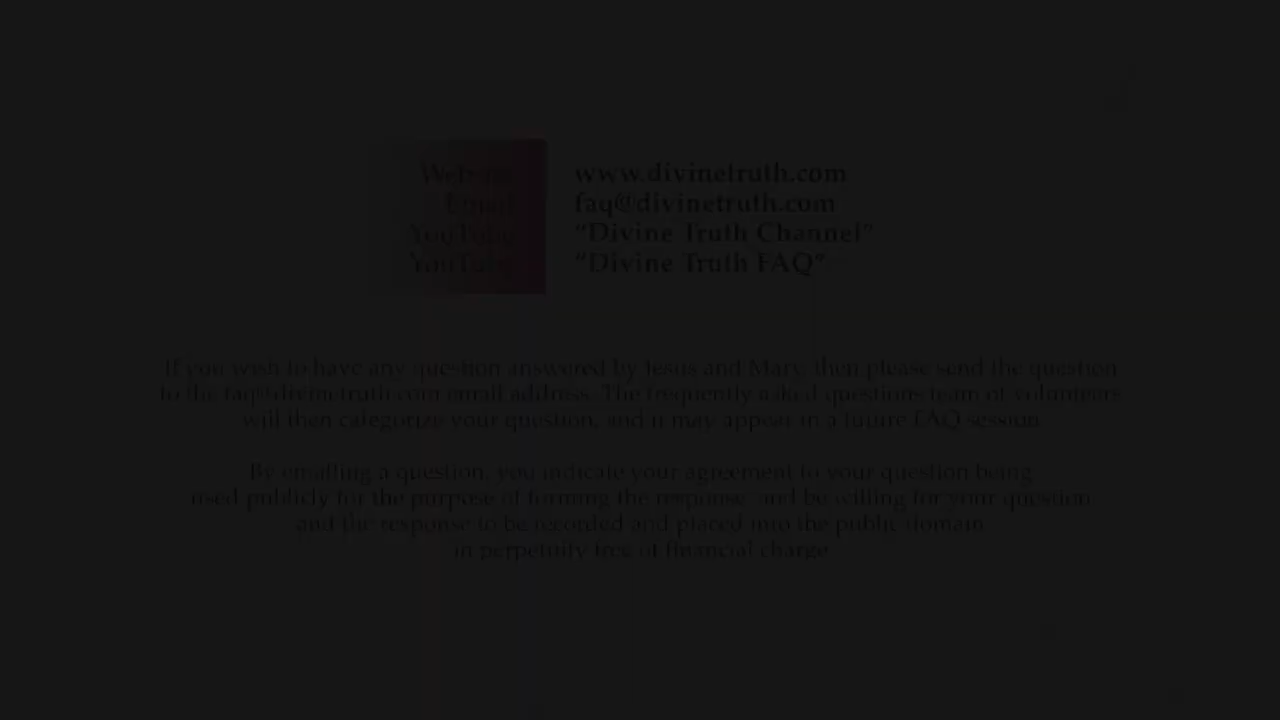 Website www.divinetruth.com
Email faq@divinetruth.com
YouTube "Divine Truth Channel"
YouTube "Divine Truth FAQ"
If you wish to have any question answered by Jesus and Mary, then please send the question
to the faq@divinetruth.com email address. The frequently asked questions team of volunteers
will then categorize your question, and it may appear in a future FAQ session.
By emailing a question, you indicate your agreement to your question being
used publicly for the purpose of forming the response, and be willing for your question
and the response to be recorded and placed into the public domain
in perpetuity free of financial charge.